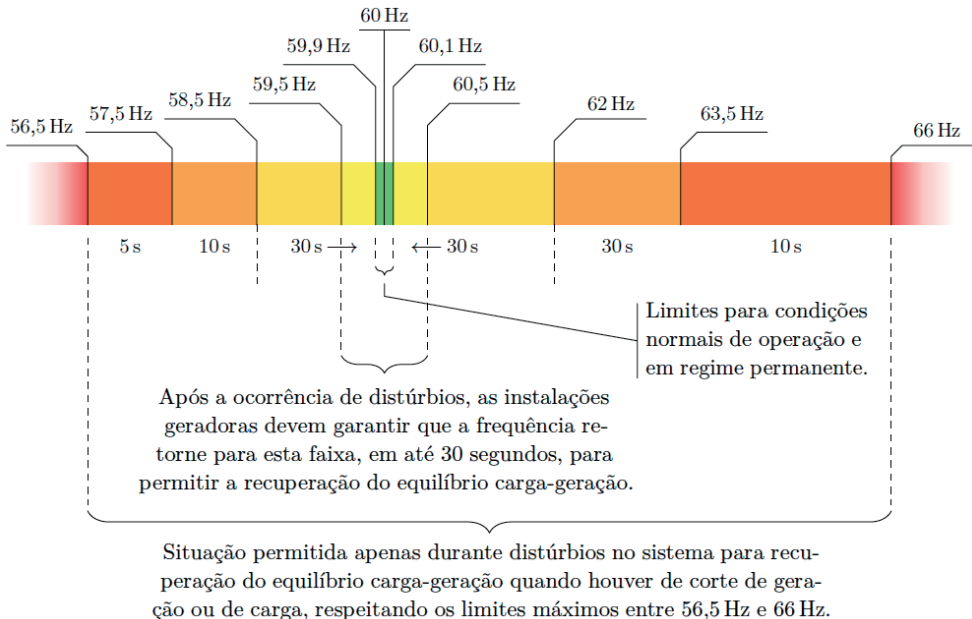 60 Hz
59,9 Hz
60,1 Hz
59,5 Hz
60,5 Hz
58,5 Hz
62 Hz
57,5 Hz
63,5 Hz
56,5 Hz
66 Hz
5 s
10 s
30 s →
← 30 s
30 s
10 s
Limites para condições
normais de operação e
em regime permanente.
Após a ocorrência de distúrbios, as instalações
geradoras devem garantir que a frequência re-
torne para esta faixa, em até 30 segundos, para
permitir a recuperação do equilíbrio carga-geração.
Situação permitida apenas durante distúrbios no sistema para recu-
peração do equilíbrio carga-geração quando houver de corte de gera-
ção ou de carga, respeitando os limites máximos entre 56,5 Hz e 66 Hz.